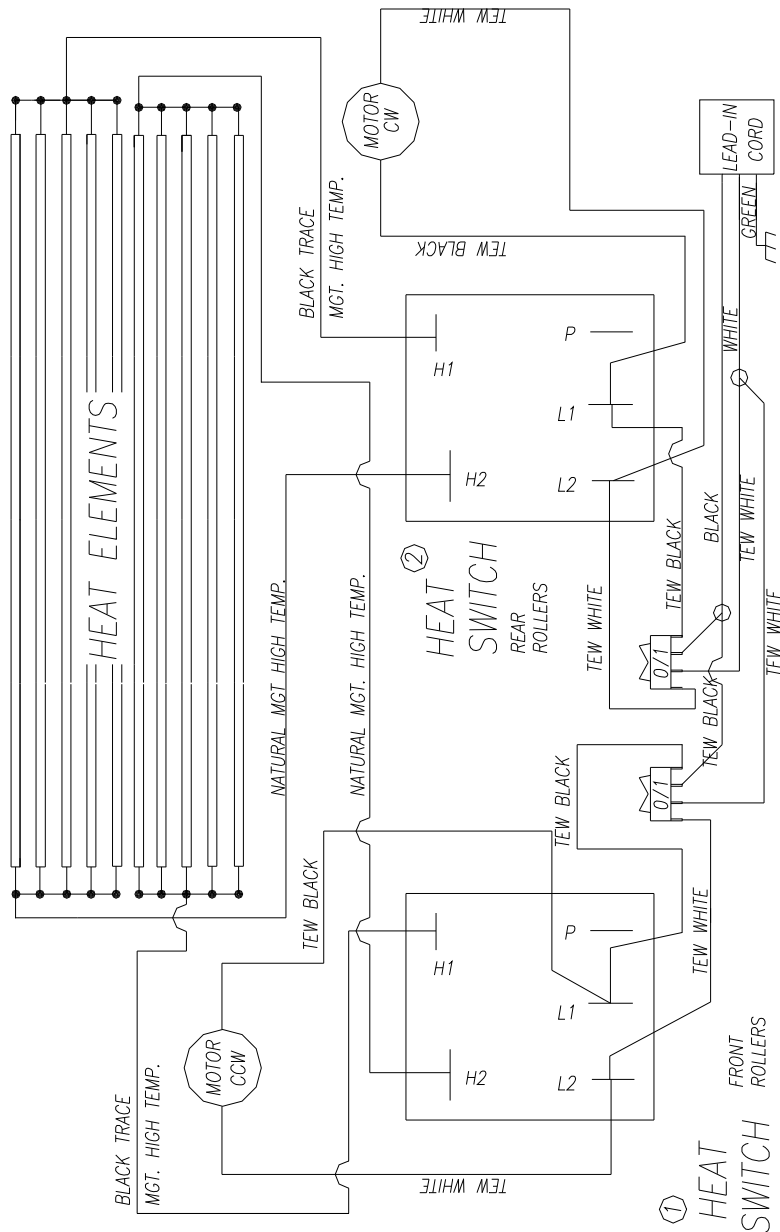 HEAT ELEMENTS
TEW WHITE
MOTOR
CW
LEAD-IN
CORD
GREEN
BLACK TRACE
MGT. HIGH TEMP.
TEW BLACK
WHITE
P
H1
L1
H2
L2
BLACK
TEW WHITE
TEW BLACK
2
HEAT
SWITCH
REAR
ROLLERS
TEW WHITE
NATURAL MGT HIGH TEMP.
NATURAL MGT. HIGH TEMP.
0/1
TEW WHITE
TEW BLACK
0/1
TEW BLACK
TEW BLACK
P
H1
L1
H2
L2
TEW WHITE
MOTOR
CCW
BLACK TRACE
MGT. HIGH TEMP.
TEW WHITE
1
HEAT
SWITCH
FRONT
ROLLERS